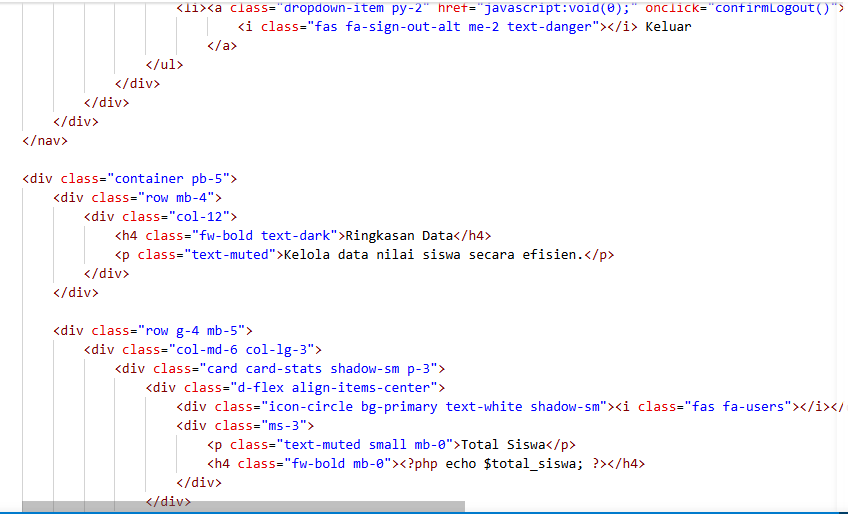 <li><a class="dropdown-item py-2" href="javascript:void(0);" onclick="confirmLogout()">
<i class="fas fa-sign-out-alt me-2 text-danger"></i> Keluar
</a>
</ul>
</div>
</div>
</div>
</nav>
<div class="container pb-5">
<div class="row mb-4">
<div class="col-12">
<h4 class="fw-bold text-dark">Ringkasan Data</h4>
<p class="text-muted">Kelola data nilai siswa secara efisien.</p>
</div>
</div>
<div class="row g-4 mb-5">
<div class="col-md-6 col-lg-3">
<div class="card card-stats shadow-sm p-3">
<div class="d-flex align-items-center">
<div class="icon-circle bg-primary text-white shadow-sm"><i class="fas fa-users"></i></
<div class="ms-3">
<p class="text-muted small mb-0">Total Siswa</p>
<h4 class="fw-bold mb-0"><?php echo $total_siswa; ?></h4>
</div>
</div>